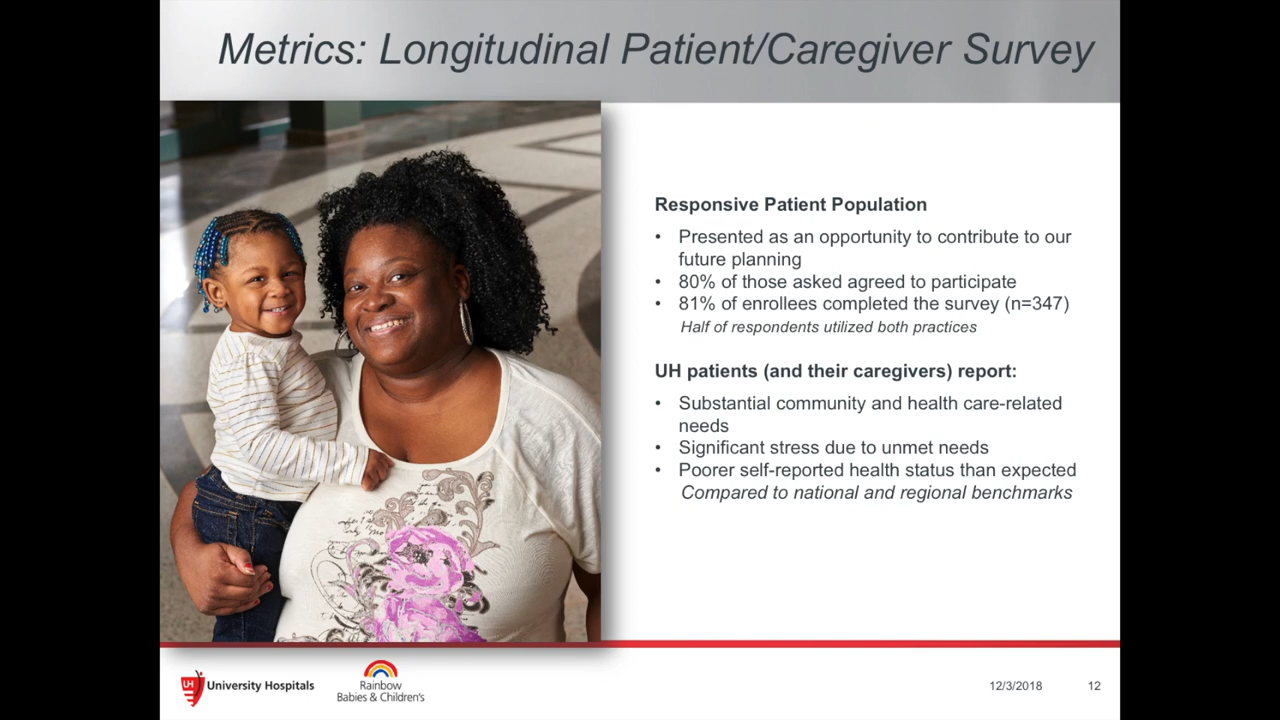 Metrics: Longitudinal Patient/Caregiver Survey
Responsive Patient Population
• Presented as an opportunity to contribute to our
future planning
• 80% of those asked agreed to participate
• 81% of enrollees completed the survey (n=347)
Half of respondents utilized both practices
UH patients (and their caregivers) report:
• Substantial community and health care-related
needs
• Significant stress due to unmet needs
• Poorer self-reported health status than expected
Compared to national and regional benchmarks
UH University Hospitals
Rainbow
Babies & Children's
12/3/2018 12